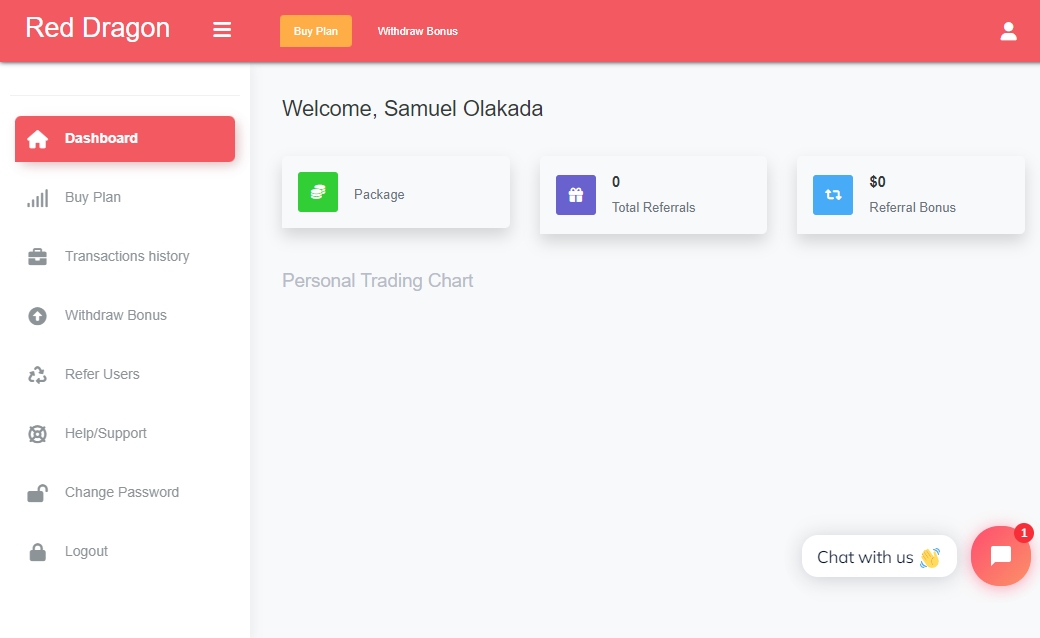 Red Dragon
Buy Plan
Withdraw Bonus
Dashboard
Buy Plan
Transactions history
Withdraw Bonus
Refer Users
Help/Support
Change Password
Logout
Welcome, Samuel Olakada
Package
0
Total Referrals
$0
Referral Bonus
Personal Trading Chart
Chat with us 👋
1